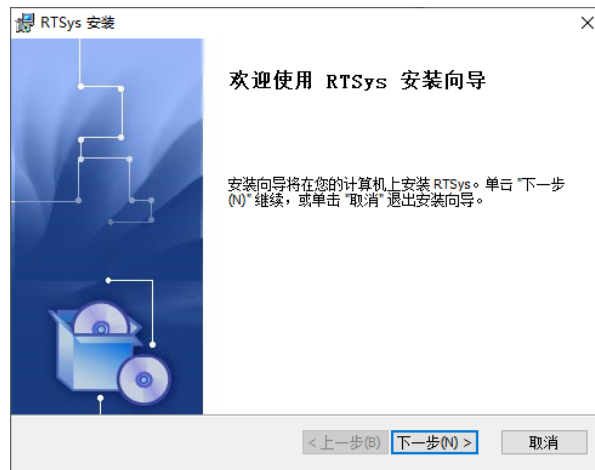 RTSys 安装
欢迎使用 RTSys 安装向导
安装向导将在您的计算机上安装 RTSys。单击 "下一步
(N)" 继续，或单击 "取消" 退出安装向导。
<上一步(B) 下一步(N) > 取消